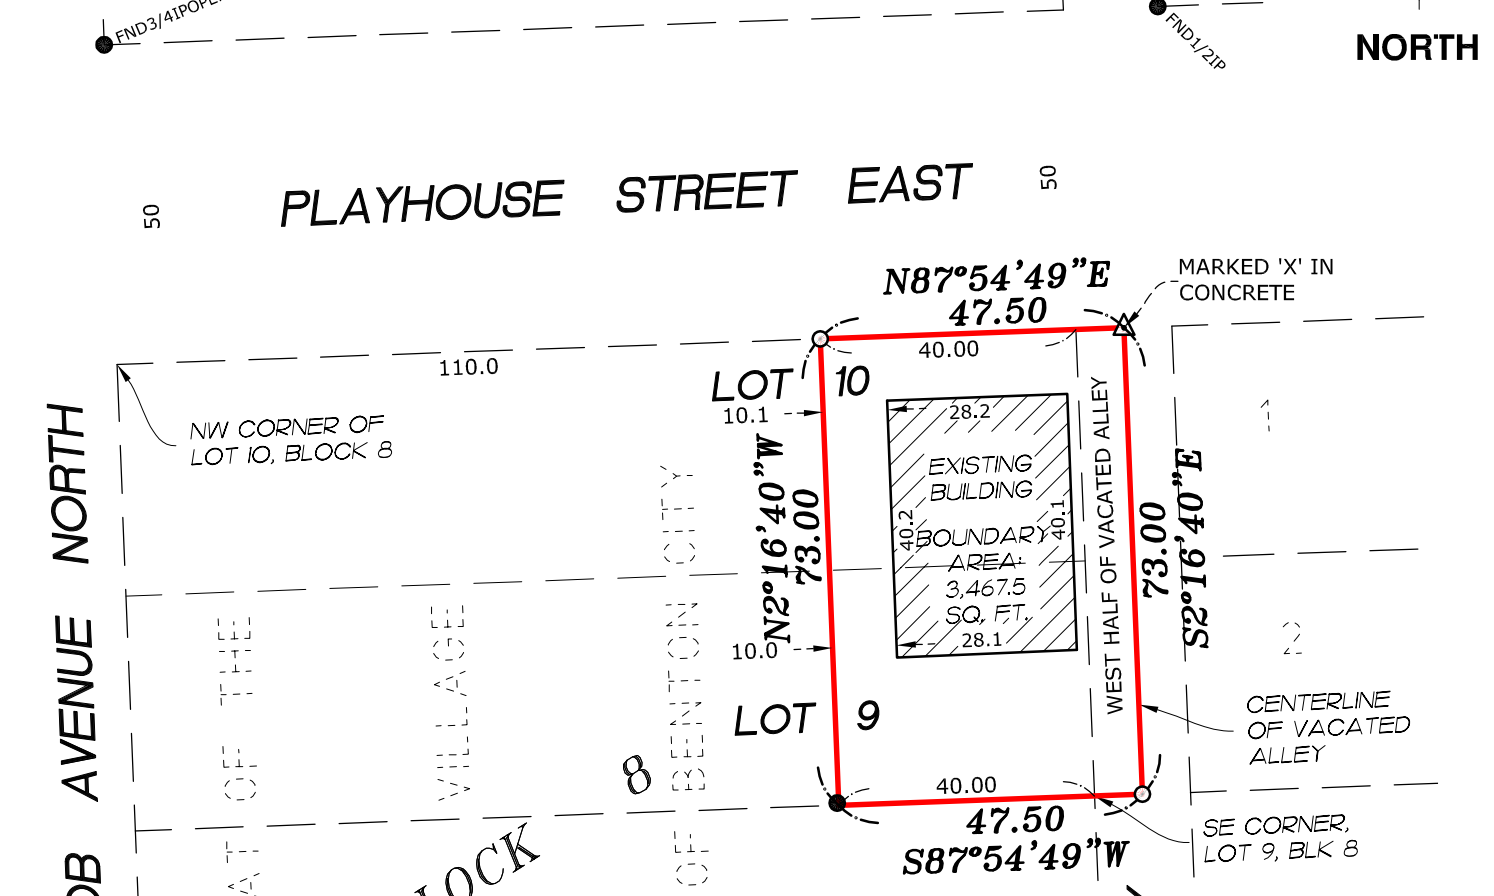 FND3/4IPOPE
FND1/2IP
NORTH
50
PLAYHOUSE STREET EAST
50
N87°54'49"E
47.50
MARKED 'X' IN
CONCRETE
110.0
40.00
LOT 10
10.1
28.2
NW CORNER OF
LOT 10, BLOCK 8
1
AVENUE NORTH
N2°16'40"W
73.00
EXISTING
BUILDING
40.2
40.1
BOUNDARY
AREA:
3,467.5
SQ. FT.
28.1
WEST HALF OF VACATED ALLEY
73.00
S2°16'40"E
10.0
2
OF THE
VILLAGE
OF BENTON CITY
LOT 9
CENTERLINE
OF VACATED
ALLEY
8
40.00
47.50
S87°54'49"W
SE CORNER,
LOT 9, BLK 8